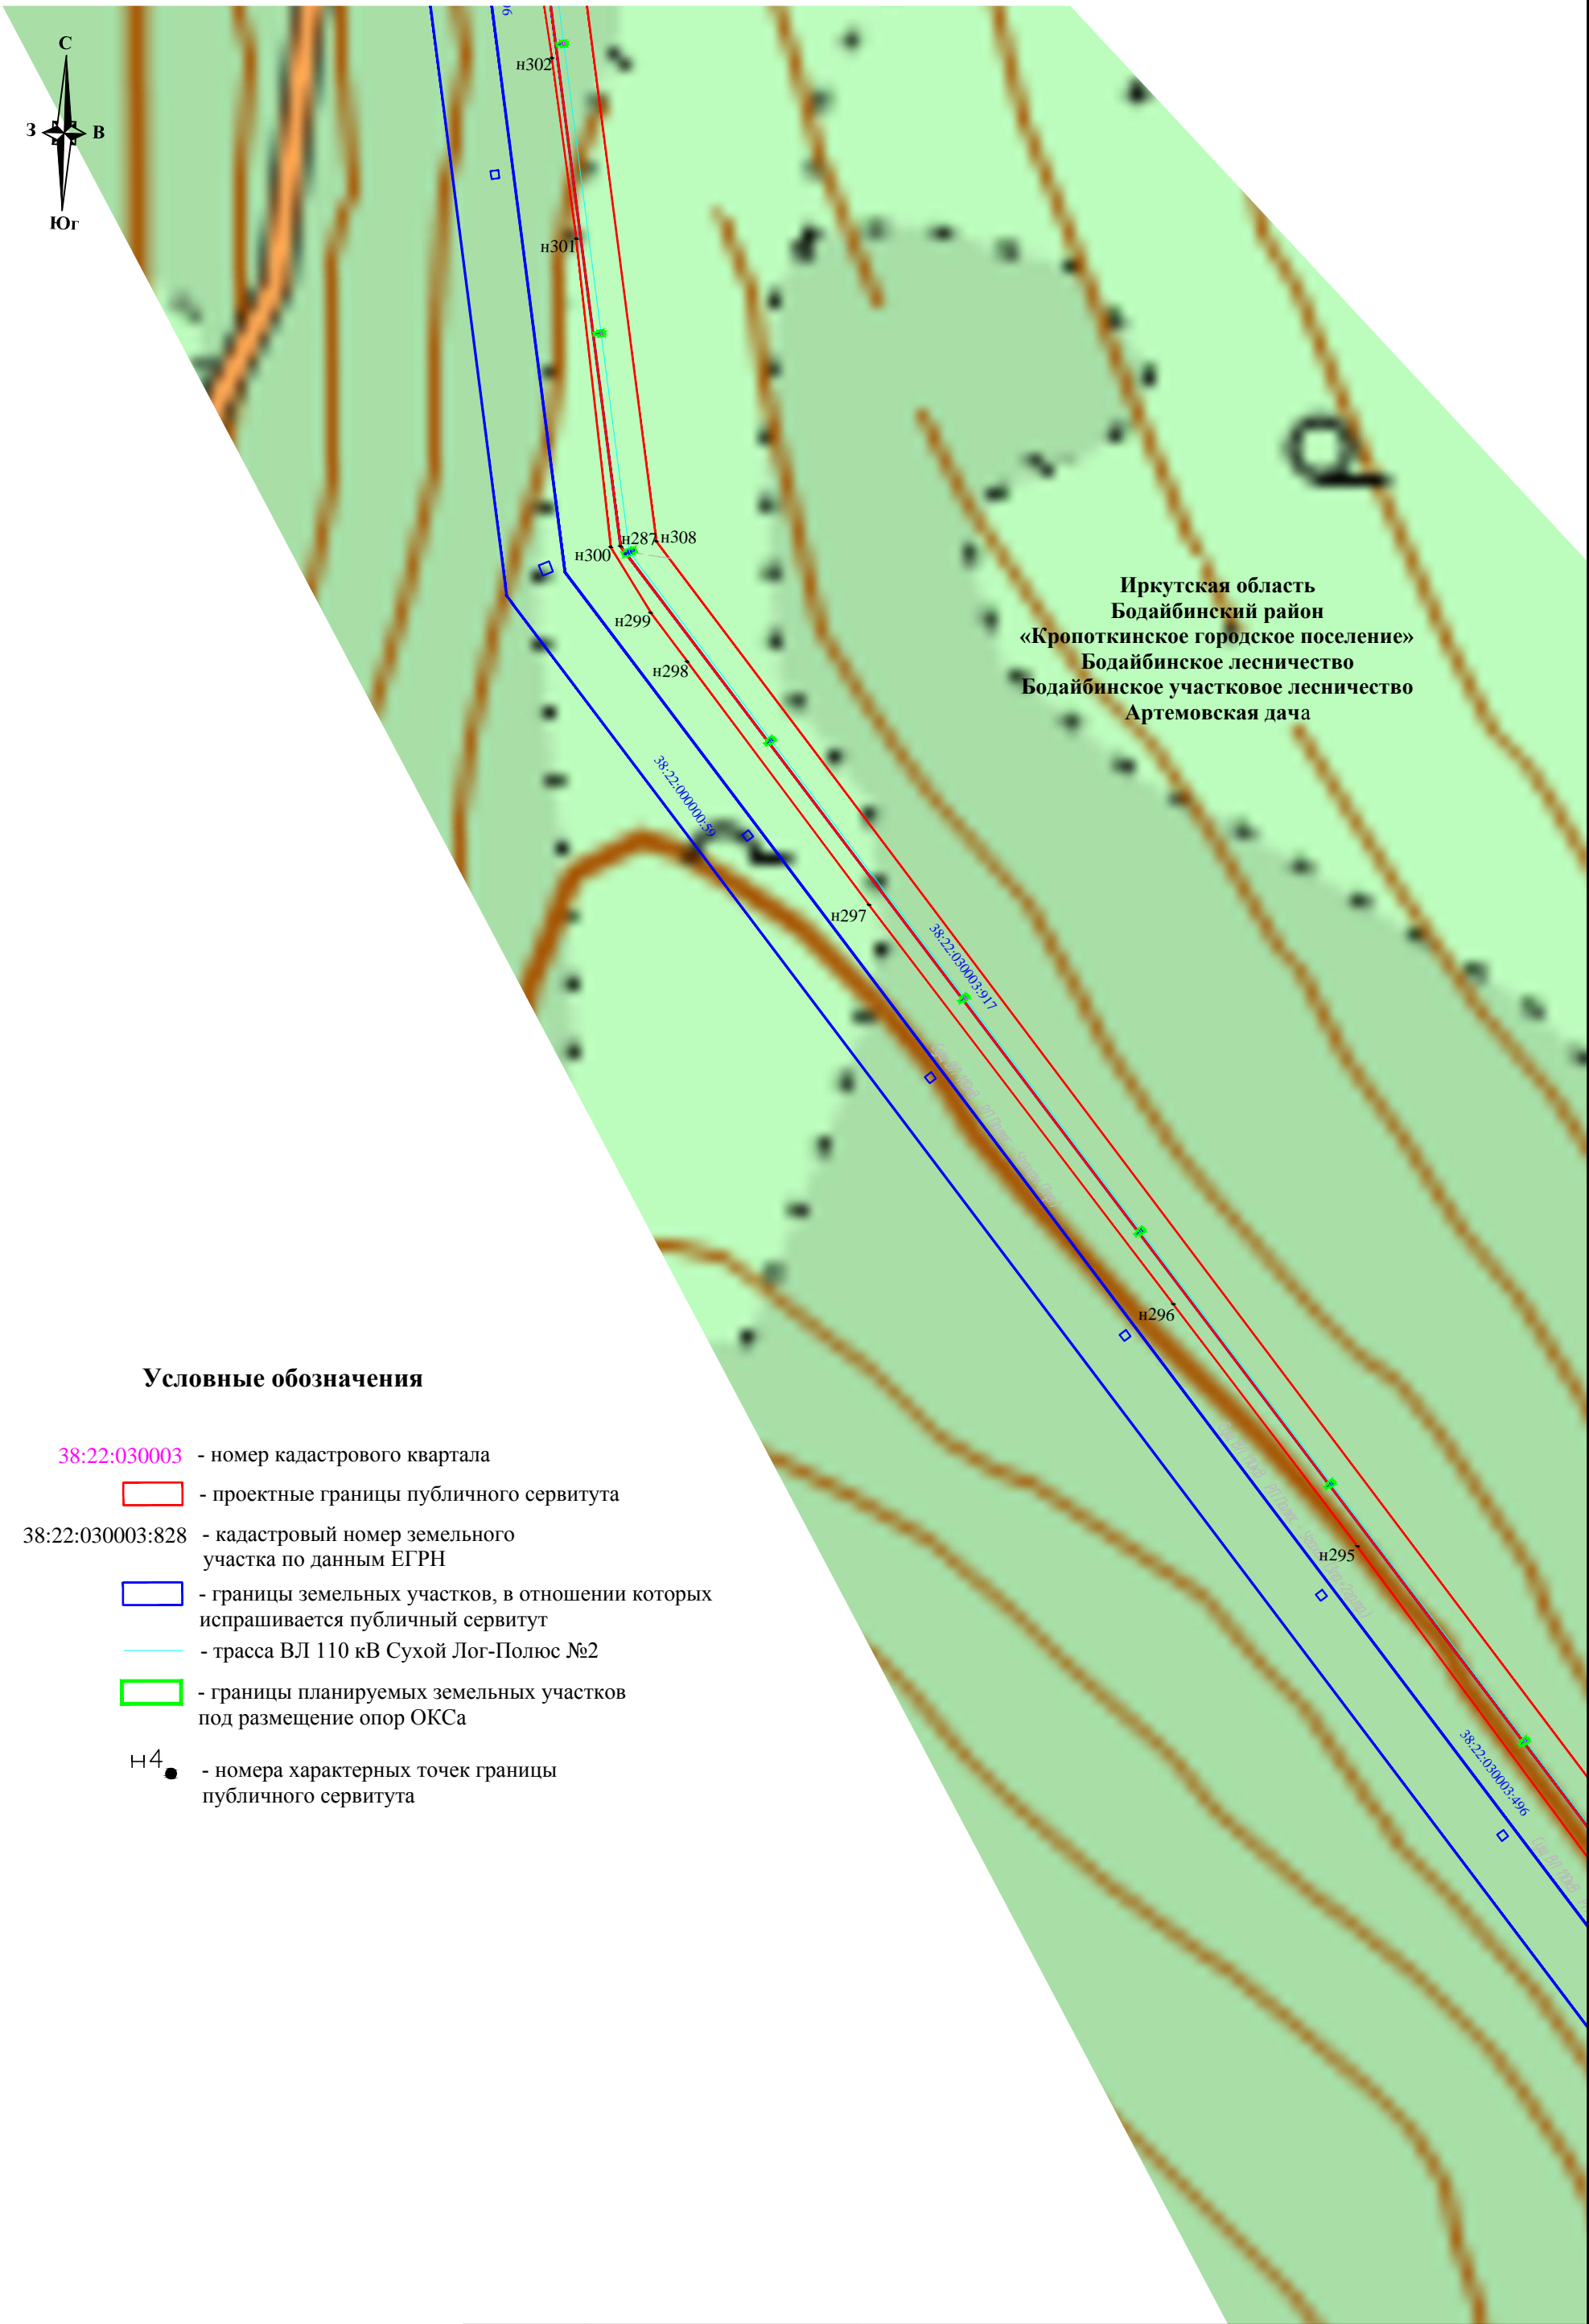 С
З
В
Юг
н302
н301
н287
н308
н300
н299
н298
Иркутская область
Бодайбинский район
«Кропоткинское городское поселение»
Бодайбинское лесничество
Бодайбинское участковое лесничество
Артемовская дача
38:22:000000:59
н297
38:22:030003:917
н296
н295
38:22:030003:496
Условные обозначения
38:22:030003 - номер кадастрового квартала
- проектные границы публичного сервитута
38:22:030003:828 - кадастровый номер земельного
участка по данным ЕГРН
- границы земельных участков, в отношении которых
испрашивается публичный сервитут
- трасса ВЛ 110 кВ Сухой Лог-Полюс №2
- границы планируемых земельных участков
под размещение опор ОКСа
н4
- номера характерных точек границы
публичного сервитута